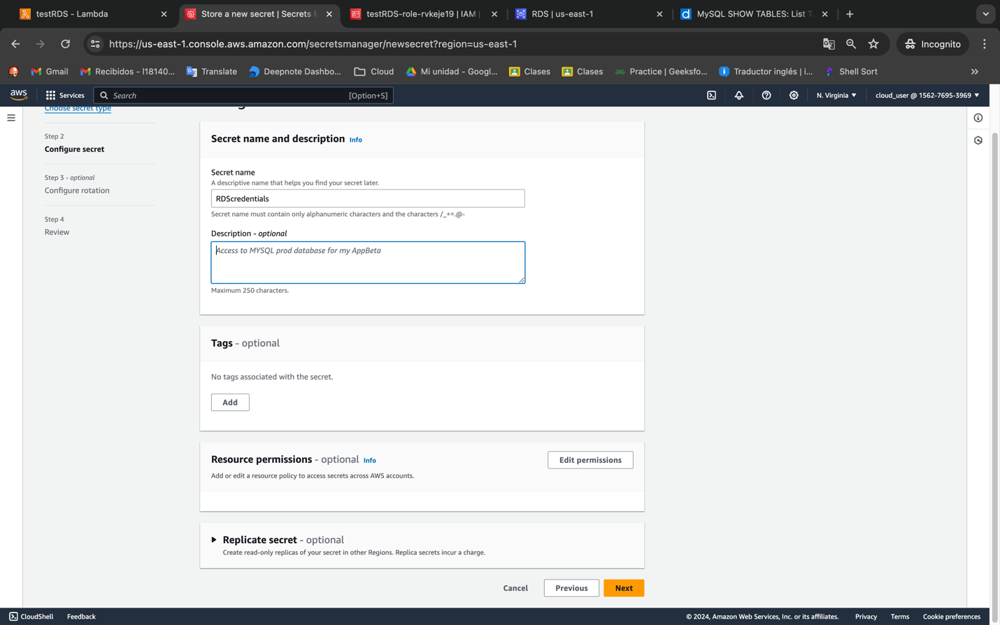 testRDS - Lambda
Store a new secret | Secrets M
testRDS-role-rvkeje19 | IAM |
RDS | us-east-1
MySQL SHOW TABLES: List T
https://us-east-1.console.aws.amazon.com/secretsmanager/newsecret?region=us-east-1
Incognito
Gmail
Recibidos - l18140...
Translate
Deepnote Dashbo...
Cloud
Mi unidad - Googl...
Clases
Clases
Practice | Geeksfo...
Traductor inglés | i...
Shell Sort
aws
Services
Search
[Option+S]
N. Virginia
cloud_user @ 1562-7695-3969
Choose secret type
Step 2
Configure secret
Step 3 - optional
Configure rotation
Step 4
Review
Secret name and description Info
Secret name
A descriptive name that helps you find your secret later.
RDScredentials
Secret name must contain only alphanumeric characters and the characters /_+=.@-
Description - optional
Access to MYSQL prod database for my AppBeta
Maximum 250 characters.
Tags - optional
No tags associated with the secret.
Add
Resource permissions - optional Info
Edit permissions
Add or edit a resource policy to access secrets across AWS accounts.
Replicate secret - optional
Create read-only replicas of your secret in other Regions. Replica secrets incur a charge.
Cancel
Previous
Next
CloudShell
Feedback
© 2024, Amazon Web Services, Inc. or its affiliates.
Privacy
Terms
Cookie preferences